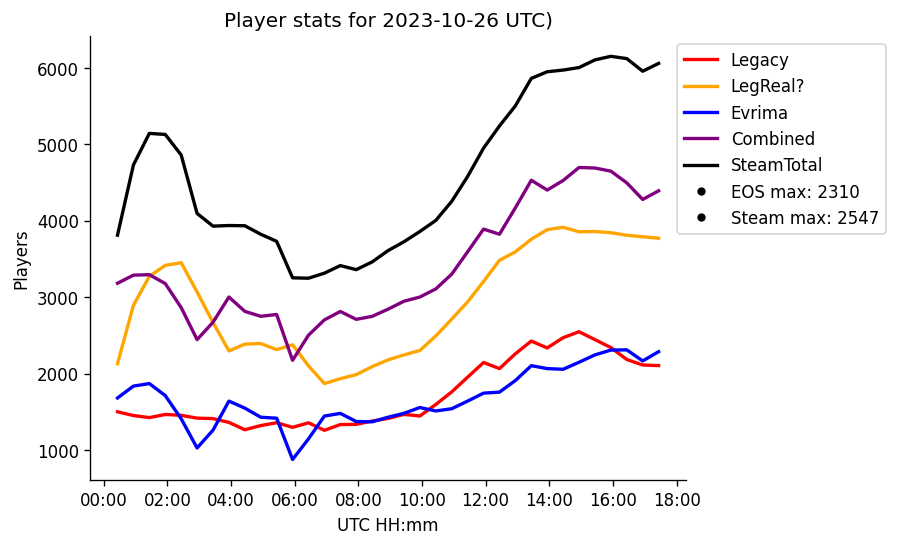 Player stats for 2023-10-26 UTC)
Players
6000
5000
4000
3000
2000
1000
00:00 02:00 04:00 06:00 08:00 10:00 12:00 14:00 16:00 18:00
UTC HH:mm
Legacy
LegReal?
Evrima
Combined
SteamTotal
EOS max: 2310
Steam max: 2547